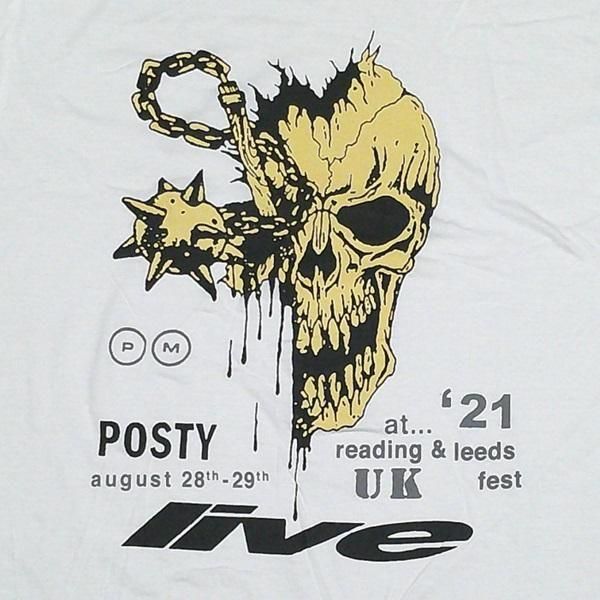 P M
POSTY
august 28th-29th
at... '21
reading & leeds
UK fest
live